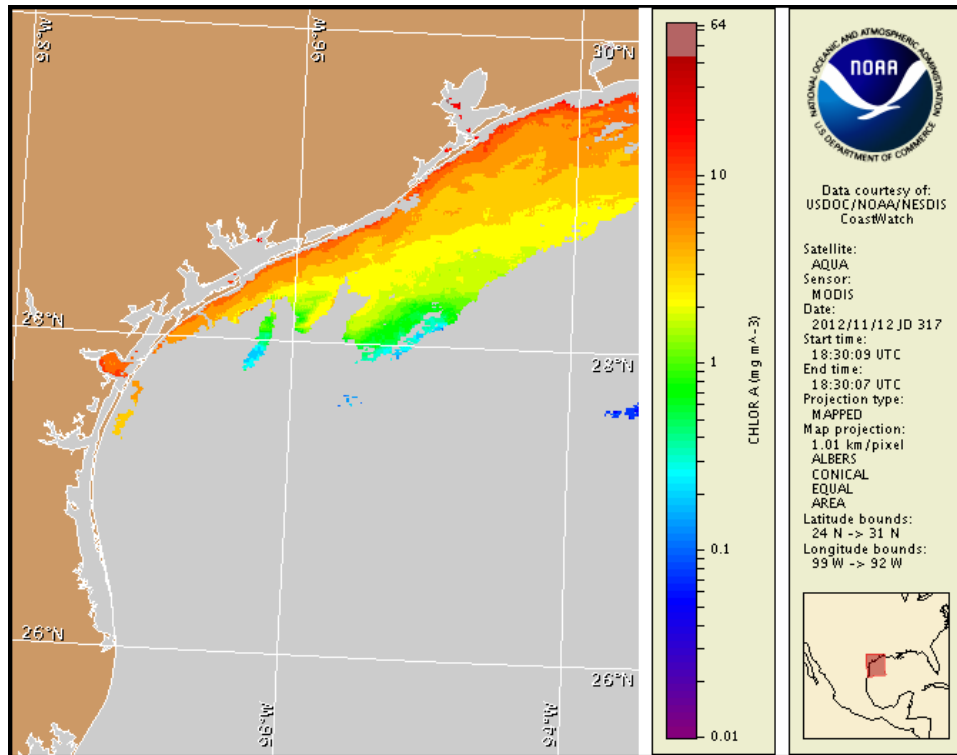 98°W
96°W
30°N
28°N
28°N
26°N
26°N
96°W
94°W
64
10
1
0.1
0.01
CHLOR A (mg m^-3)
NATIONAL OCEANIC AND ATMOSPHERIC ADMINISTRATION
NOAA
U.S. DEPARTMENT OF COMMERCE
Data courtesy of:
USDOC/NOAA/NESDIS
CoastWatch
Satellite:
AQUA
Sensor:
MODIS
Date:
2012/11/12 JD 317
Start time:
18:30:09 UTC
End time:
18:30:07 UTC
Projection type:
MAPPED
Map projection:
1.01 km/pixel
ALBERS
CONICAL
EQUAL
AREA
Latitude bounds:
24 N -> 31 N
Longitude bounds:
99 W -> 92 W